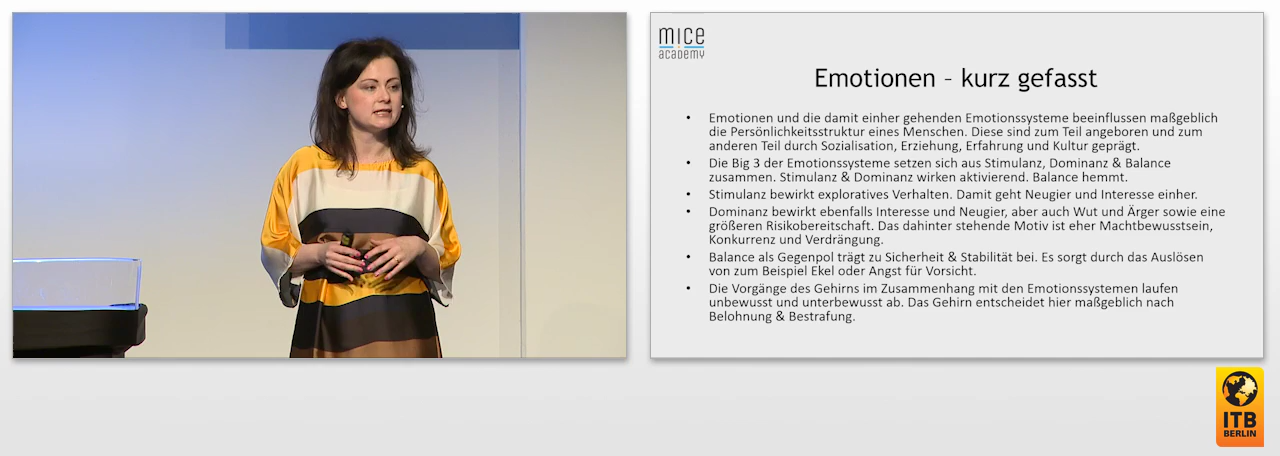 mice
academy
Emotionen – kurz gefasst
• Emotionen und die damit einher gehenden Emotionssysteme beeinflussen maßgeblich
die Persönlichkeitsstruktur eines Menschen. Diese sind zum Teil angeboren und zum
anderen Teil durch Sozialisation, Erziehung, Erfahrung und Kultur geprägt.
• Die Big 3 der Emotionssysteme setzen sich aus Stimulanz, Dominanz & Balance
zusammen. Stimulanz & Dominanz wirken aktivierend. Balance hemmt.
• Stimulanz bewirkt exploratives Verhalten. Damit geht Neugier und Interesse einher.
• Dominanz bewirkt ebenfalls Interesse und Neugier, aber auch Wut und Ärger sowie eine
größeren Risikobereitschaft. Das dahinter stehende Motiv ist eher Machtbewusstsein,
Konkurrenz und Verdrängung.
• Balance als Gegenpol trägt zu Sicherheit & Stabilität bei. Es sorgt durch das Auslösen
von zum Beispiel Ekel oder Angst für Vorsicht.
• Die Vorgänge des Gehirns im Zusammenhang mit den Emotionssystemen laufen
unbewusst und unterbewusst ab. Das Gehirn entscheidet hier maßgeblich nach
Belohnung & Bestrafung.
ITB
BERLIN